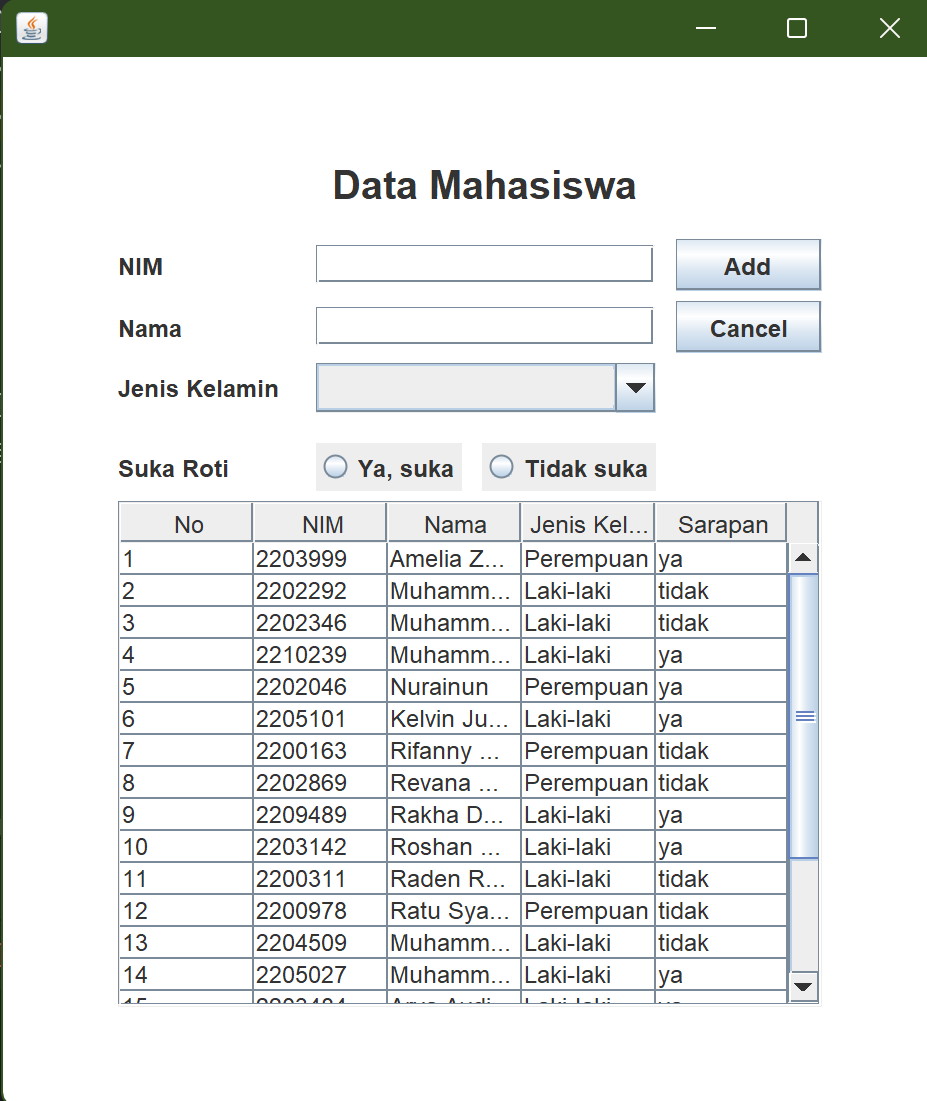 Data Mahasiswa
NIM Add
Nama Cancel
Jenis Kelamin
Suka Roti Ya, suka Tidak suka
No NIM Nama Jenis Kel... Sarapan
1 2203999 Amelia Z... Perempuan ya
2 2202292 Muhamm... Laki-laki tidak
3 2202346 Muhamm... Laki-laki tidak
4 2210239 Muhamm... Laki-laki ya
5 2202046 Nurainun Perempuan ya
6 2205101 Kelvin Ju... Laki-laki ya
7 2200163 Rifanny ... Perempuan tidak
8 2202869 Revana ... Perempuan tidak
9 2209489 Rakha D... Laki-laki ya
10 2203142 Roshan ... Laki-laki ya
11 2200311 Raden R... Laki-laki tidak
12 2200978 Ratu Sya... Perempuan tidak
13 2204509 Muhamm... Laki-laki tidak
14 2205027 Muhamm... Laki-laki ya